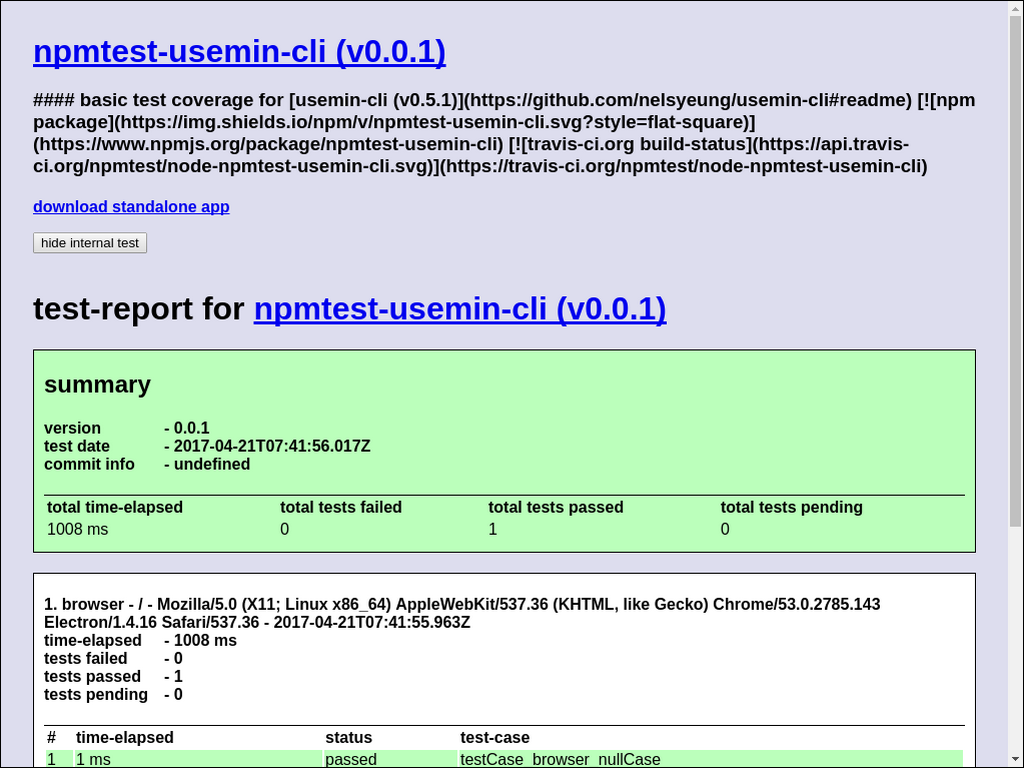 npmtest-usemin-cli (v0.0.1)
#### basic test coverage for [usemin-cli (v0.5.1)](https://github.com/nelsyeung/usemin-cli#readme) [![npm
package](https://img.shields.io/npm/v/npmtest-usemin-cli.svg?style=flat-square)]
(https://www.npmjs.org/package/npmtest-usemin-cli) [![travis-ci.org build-status](https://api.travis-
ci.org/npmtest/node-npmtest-usemin-cli.svg)](https://travis-ci.org/npmtest/node-npmtest-usemin-cli)
download standalone app
hide internal test
test-report for npmtest-usemin-cli (v0.0.1)
summary
version - 0.0.1
test date - 2017-04-21T07:41:56.017Z
commit info - undefined
total time-elapsed total tests failed total tests passed total tests pending
1008 ms 0 1 0
1. browser - / - Mozilla/5.0 (X11; Linux x86_64) AppleWebKit/537.36 (KHTML, like Gecko) Chrome/53.0.2785.143
Electron/1.4.16 Safari/537.36 - 2017-04-21T07:41:55.963Z
time-elapsed - 1008 ms
tests failed - 0
tests passed - 1
tests pending - 0
# time-elapsed status test-case
1 1 ms passed testCase_browser_nullCase